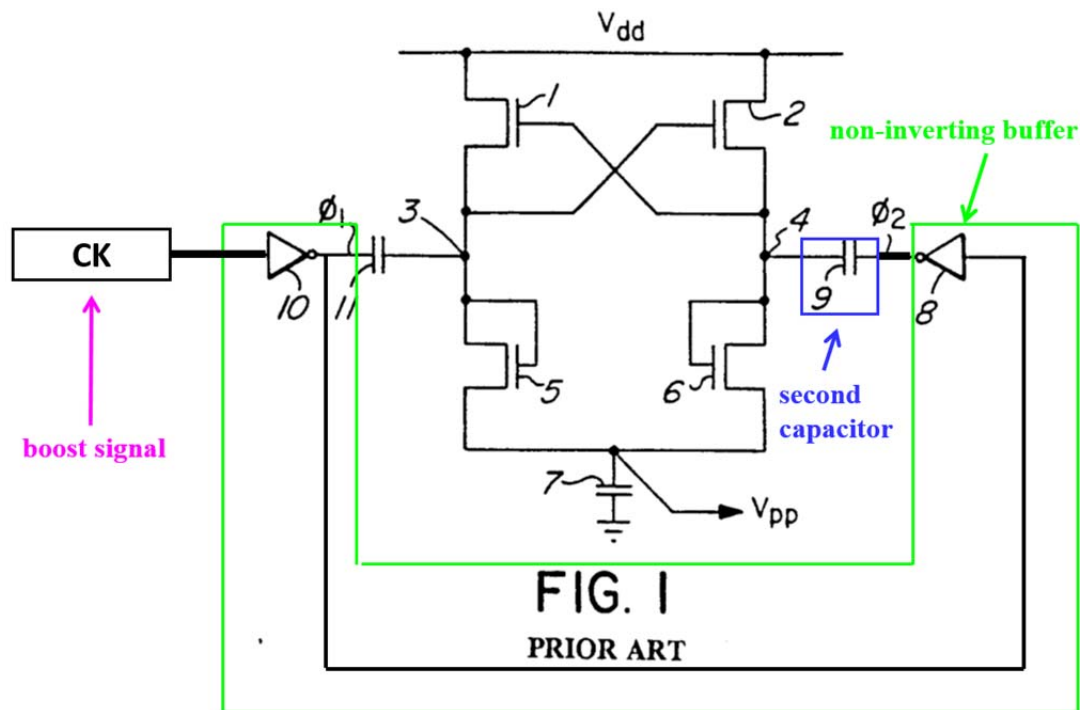 Vdd
1
2
non-inverting buffer
CK
ø1
3
4
ø2
10
11
9
8
5
6
boost signal
second
capacitor
7
Vpp
FIG. 1
PRIOR ART